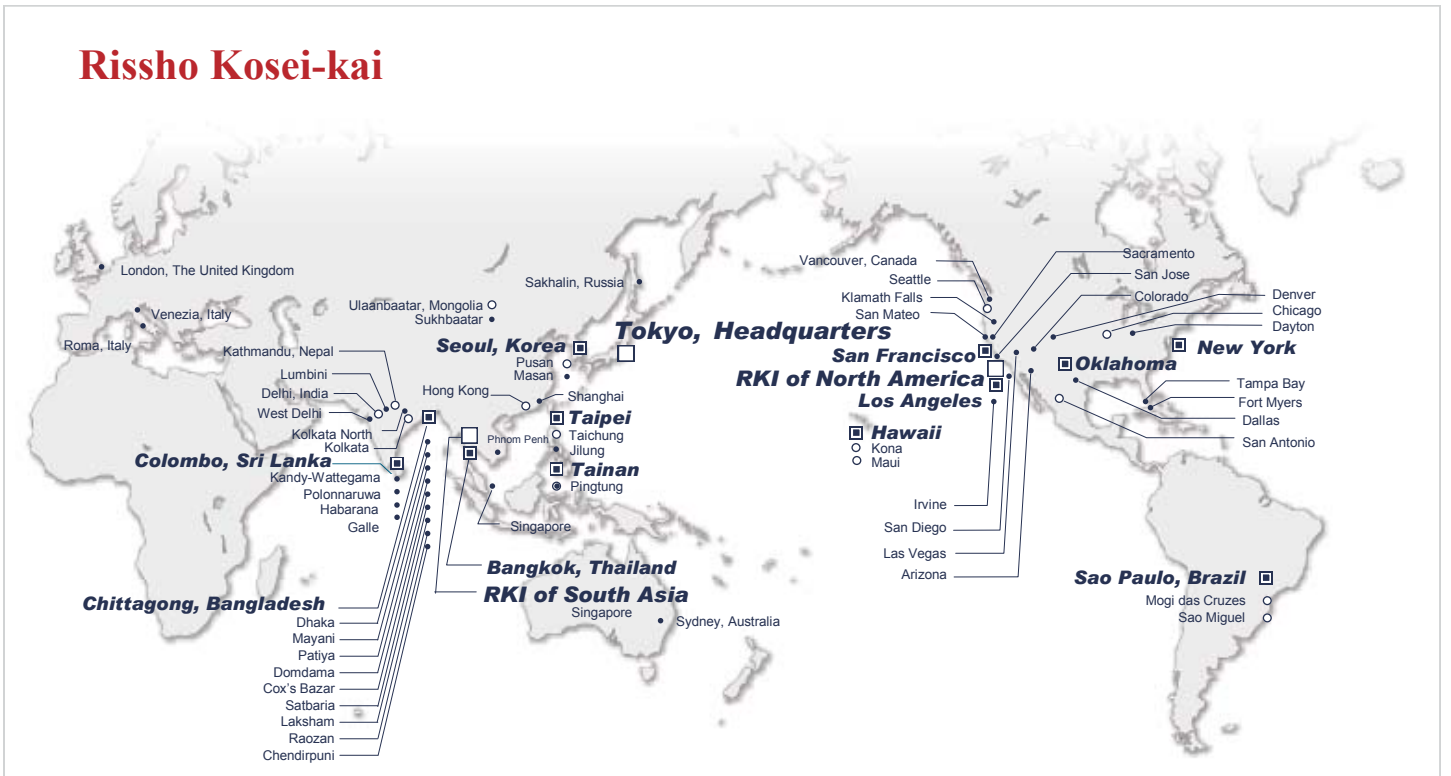 Rissho Kosei-kai
London, The United Kingdom
Venezia, Italy
Roma, Italy
Ulaanbaatar, Mongolia
Sukhbaatar
Sakhalin, Russia
Tokyo, Headquarters
Seoul, Korea
Pusan
Masan
Kathmandu, Nepal
Lumbini
Delhi, India
West Delhi
Kolkata North
Kolkata
Hong Kong
Shanghai
Taipei
Taichung
Jilung
Tainan
Pingtung
Phnom Penh
Singapore
Colombo, Sri Lanka
Kandy-Wattegama
Polonnaruwa
Habarana
Galle
Bangkok, Thailand
RKI of South Asia
Singapore
Sydney, Australia
Chittagong, Bangladesh
Dhaka
Mayani
Patiya
Domdama
Cox's Bazar
Satbaria
Laksham
Raozan
Chendirpuni
Vancouver, Canada
Seattle
Klamath Falls
San Mateo
San Francisco
RKI of North America
Los Angeles
Hawaii
Kona
Maui
Sacramento
San Jose
Colorado
Denver
Chicago
Dayton
New York
Oklahoma
Tampa Bay
Fort Myers
Dallas
San Antonio
Irvine
San Diego
Las Vegas
Arizona
Sao Paulo, Brazil
Mogi das Cruzes
Sao Miguel